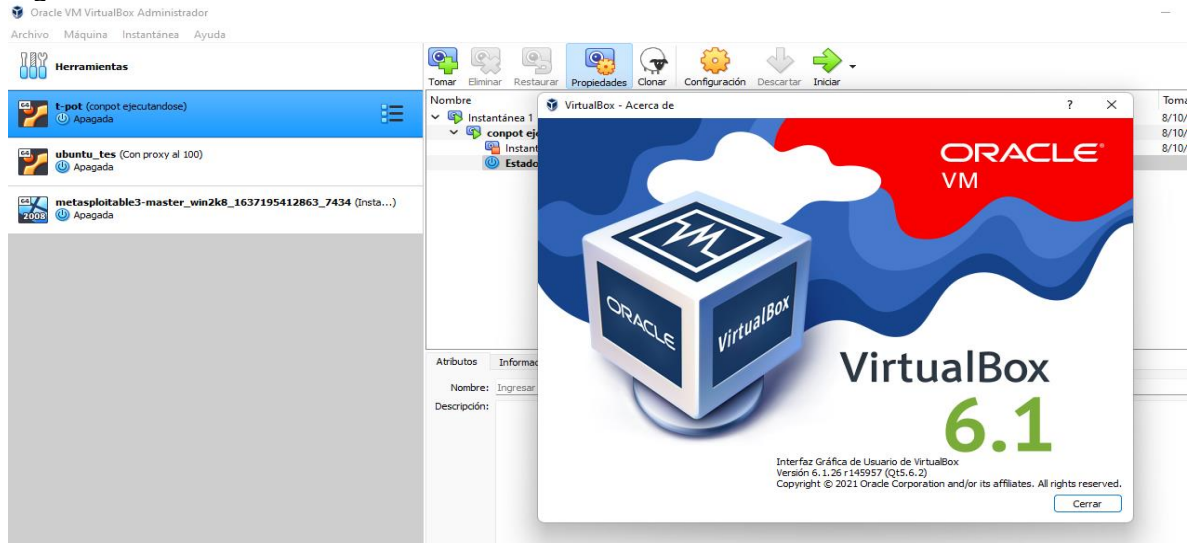 Oracle VM VirtualBox Administrador
Archivo Máquina Instantánea Ayuda
Herramientas
Tomar Eliminar Restaurar Propiedades Clonar Configuración Descartar Iniciar
64
t-pot (conpot ejecutandose)
Apagada
64
ubuntu_tes (Con proxy al 100)
Apagada
64
2008
metasploitable3-master_win2k8_1637195412863_7434 (Insta...)
Apagada
Nombre
Toma
Instantánea 1
8/10/
conpot eje
8/10/
Instant
8/10/
Estado
VirtualBox - Acerca de
ORACLE®
VM
ORACLE
VirtualBox
VirtualBox
6.1
Interfaz Gráfica de Usuario de VirtualBox
Versión 6.1.26 r145957 (Qt5.6.2)
Copyright © 2021 Oracle Corporation and/or its affiliates. All rights reserved.
Cerrar
Atributos Informac
Nombre: Ingresar
Descripción: